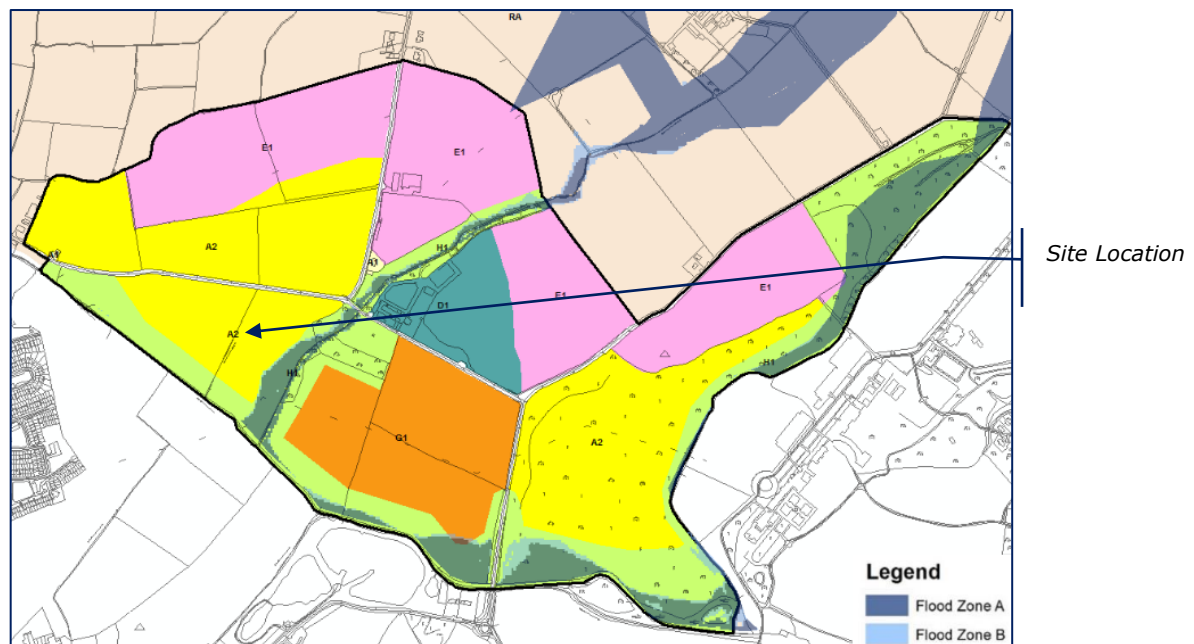 RA
E1
E1
Site Location
A2
A1
H1
A1
D1
E1
E1
A2
H1
H1
A2
G1
Legend
Flood Zone A
Flood Zone B